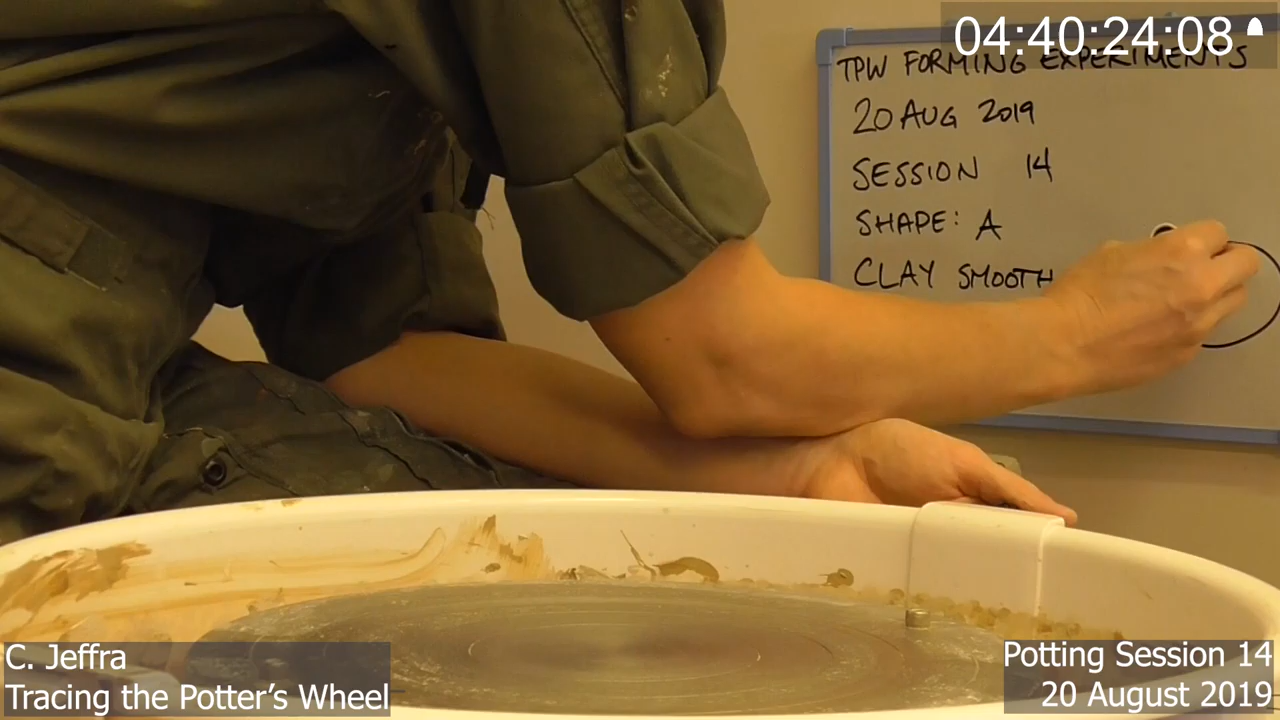 04:40:24:08
TPW FORMING EXPERIMENTS
20 AUG 2019
SESSION 14
SHAPE: A
CLAY SMOOTH
C. Jeffra
Tracing the Potter's Wheel
Potting Session 14
20 August 2019